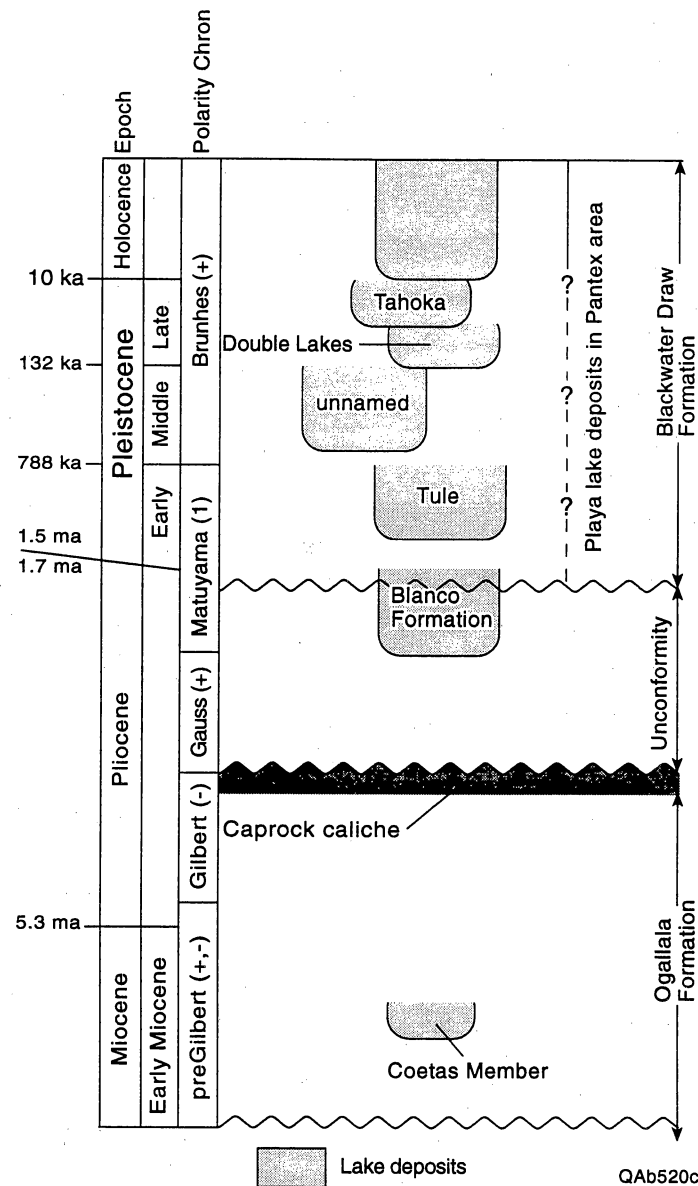 Epoch
Polarity Chron
Holocence
10 ka
Pleistocene
Late
Brunhes (+)
Tahoka
Double Lakes
132 ka
Middle
unnamed
788 ka
Early
Tule
1.5 ma
1.7 ma
Matuyama (1)
Blanco
Formation
?
?
?
Playa lake deposits in Pantex area
Blackwater Draw
Formation
Pliocene
Gauss (+)
Unconformity
Gilbert (-)
Caprock caliche
5.3 ma
Miocene
Early Miocene
preGilbert (+,-)
Coetas Member
Ogallala
Formation
Lake deposits
QAb520c